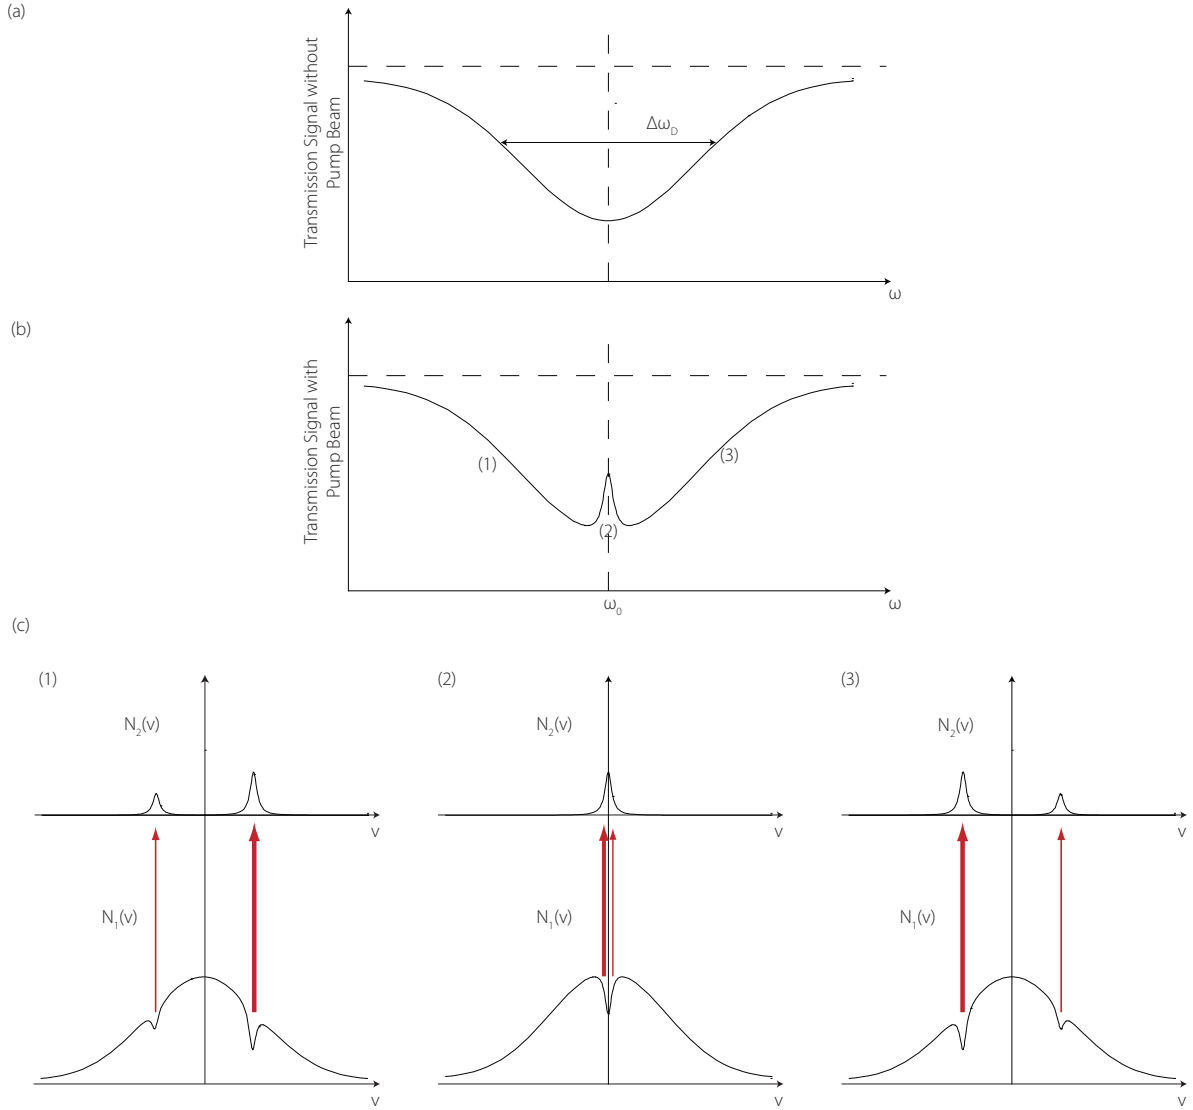 (a)
Transmission Signal without
Pump Beam
Δω_D
ω
(b)
Transmission Signal with
Pump Beam
(1)
(3)
(2)
ω_0
ω
(c)
(1)
(2)
(3)
N_2(v)
N_2(v)
N_2(v)
v
v
v
N_1(v)
N_1(v)
N_1(v)
v
v
v